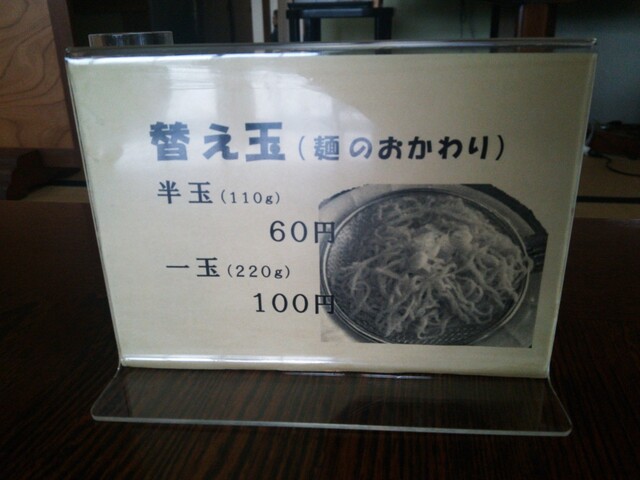 替え玉(麺のおかわり)
半玉(110g)
60円
一玉(220g)
100円